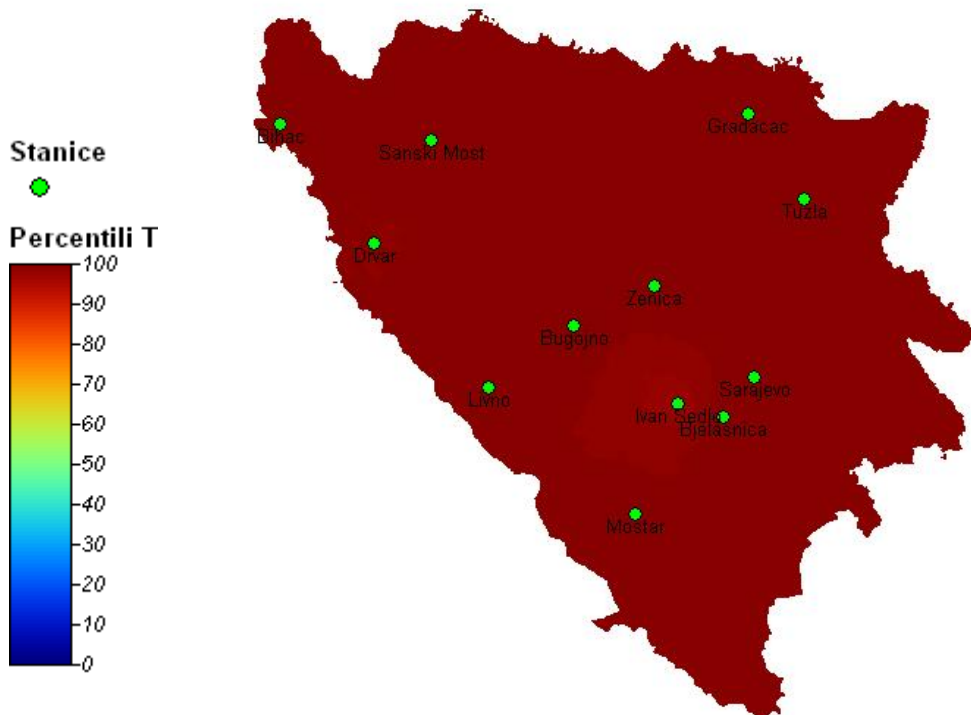 Stanice
Percentili T
100
90
80
70
60
50
40
30
20
10
0
Bihac
Sanski Most
Gradacac
Tuzla
Drvar
Zenica
Bugojno
Sarajevo
Livno
Ivan Sedlo
Bjelasnica
Mostar